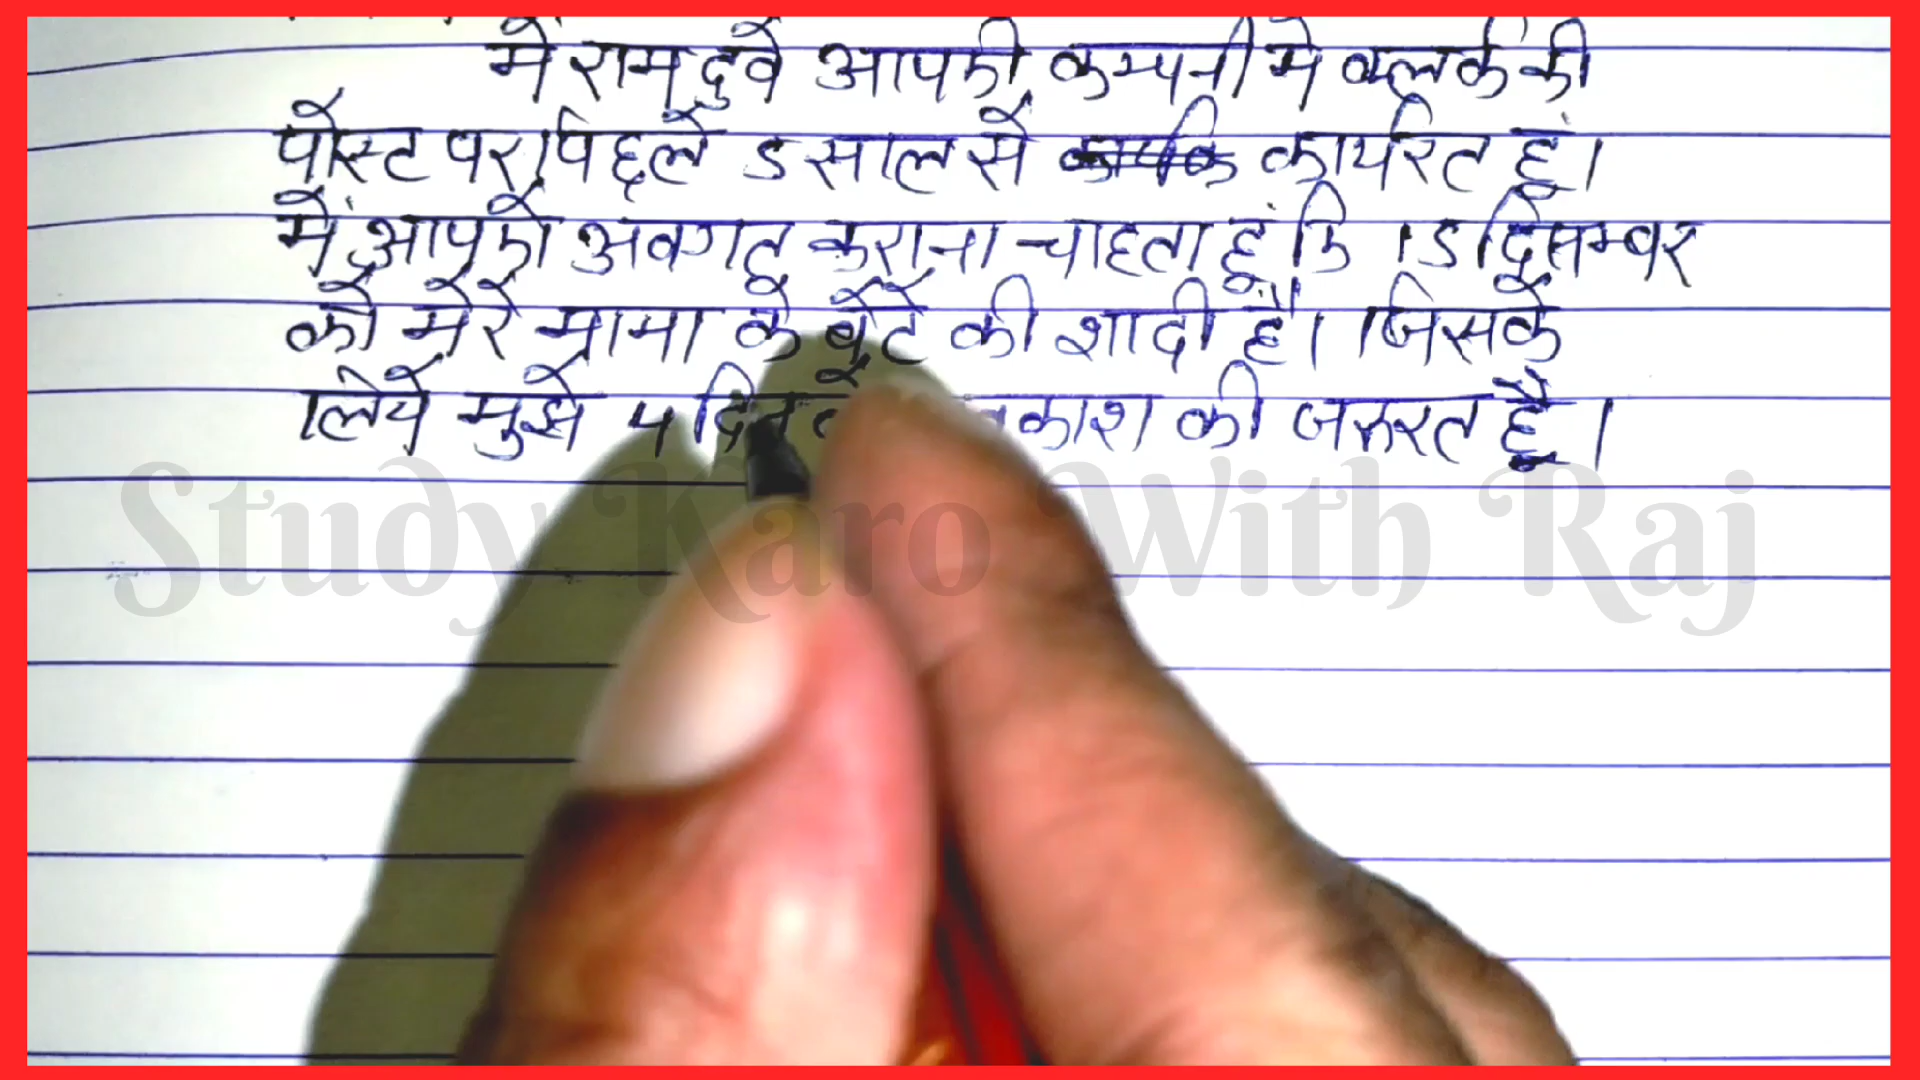 में राम दुवे आपकी कम्पनी मे क्लर्क की
पोस्ट पर पिछले 5 साल से कार्यरत हूं।
में आपको अवगत कराना चाहता हूं कि 15 दिसम्बर
को मेरे मामा के बेटे की शादी है। जिसके
लिये मुझे 4 दिन की जरुरत है।
Study Karo With Raj